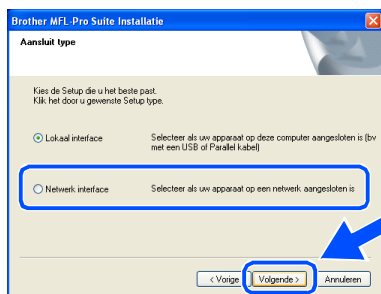 Brother MFL-Pro Suite Installatie
Aansluit type
Kies de Setup die u het beste past.
Klik het door u gewenste Setup type.
Lokaal interface
Selecteer als uw apparaat op deze computer aangesloten is (bv
met een USB of Parallel kabel)
Netwerk interface
Selecteer als uw apparaat op een netwerk aangesloten is
< Vorige
Volgende >
Annuleren